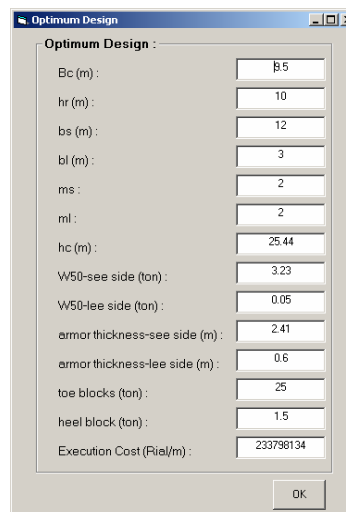 Optimum Design
Optimum Design :
Bc (m) : 9.5
hr (m) : 10
bs (m) : 12
bl (m) : 3
ms : 2
ml : 2
hc (m) : 25.44
W50-see side (ton) : 3.23
W50-lee side (ton) : 0.05
armor thickness-see side (m) : 2.41
armor thickness-lee side (m) : 0.6
toe blocks (ton) : 25
heel block (ton) : 1.5
Execution Cost (Rial/m) : 233798134
OK